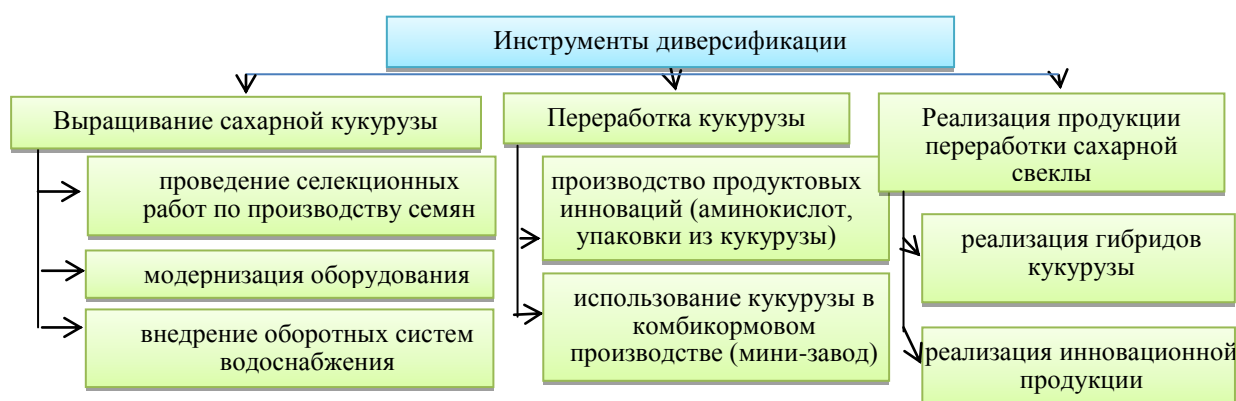 Инструменты диверсификации
Выращивание сахарной кукурузы
проведение селекционных
работ по производству семян
модернизация оборудования
внедрение оборотных систем
водоснабжения
Переработка кукурузы
производство продуктовых
инноваций (аминокислот,
упаковки из кукурузы)
использование кукурузы в
комбикормовом
производстве (мини-завод)
Реализация продукции
переработки сахарной
свеклы
реализация гибридов
кукурузы
реализация инновационной
продукции